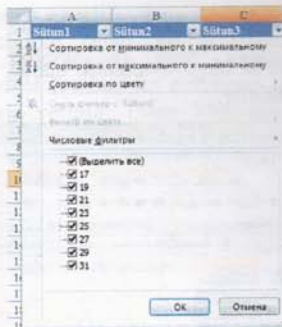 A B C
1 Sütun1 Sütun2 Sütun3
Сортировка от минимального к максимальному
Сортировка от максимального к минимальному
Сортировка по цвету
Числовые фильтры
(Выделить все)
17
19
21
23
25
27
29
31
OK Отмена